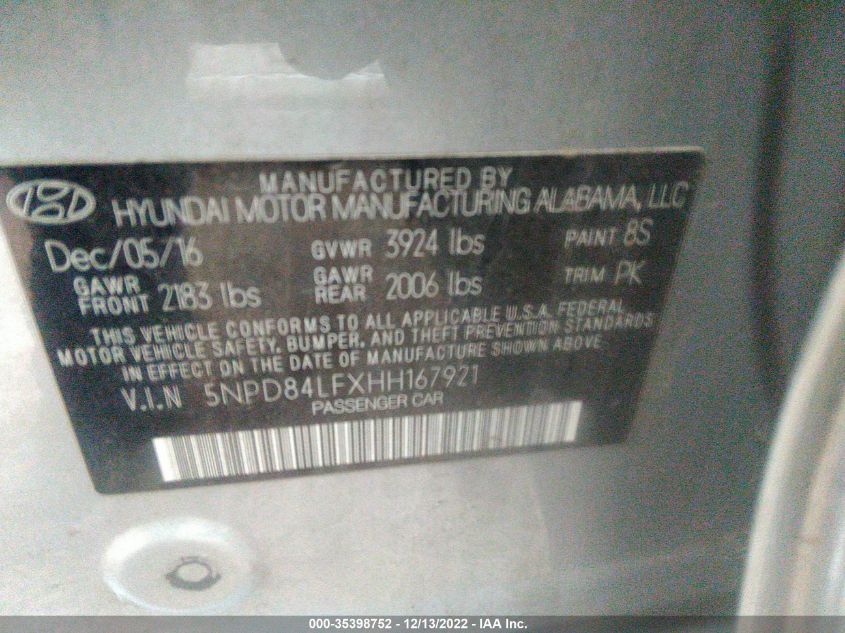 MANUFACTURED BY
HYUNDAI MOTOR MANUFACTURING ALABAMA, LLC
Dec/05/16 GVWR 3924 lbs PAINT 8S
GAWR FRONT 2183 lbs GAWR REAR 2006 lbs TRIM PK
THIS VEHICLE CONFORMS TO ALL APPLICABLE U.S.A. FEDERAL
MOTOR VEHICLE SAFETY, BUMPER, AND THEFT PREVENTION STANDARDS
IN EFFECT ON THE DATE OF MANUFACTURE SHOWN ABOVE.
V.I.N 5NPD84LFXHH167921
PASSENGER CAR
000-35398752 - 12/13/2022 - IAA Inc.